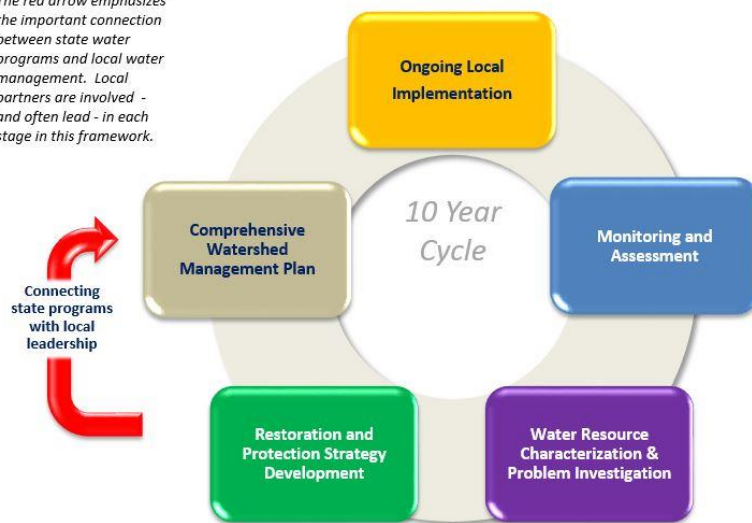 The red arrow emphasizes
the important connection
between state water
programs and local water
management. Local
partners are involved -
and often lead - in each
stage in this framework.
Ongoing Local
Implementation
10 Year
Cycle
Comprehensive
Watershed
Management Plan
Monitoring and
Assessment
Connecting
state programs
with local
leadership
Restoration and
Protection Strategy
Development
Water Resource
Characterization &
Problem Investigation